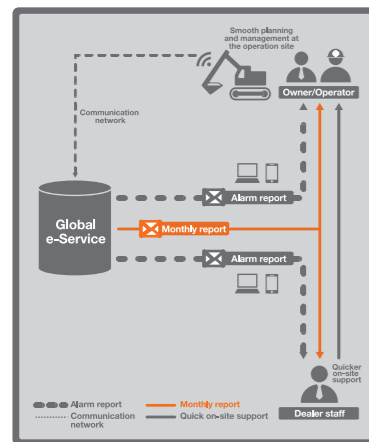 Smooth planning
and management at
the operation site
Owner/Operator
Communication
network
Alarm report
Global
e-Service
Monthly report
Alarm report
Quicker
on-site
support
Dealer staff
Alarm report
Monthly report
Communication
network
Quick on-site support